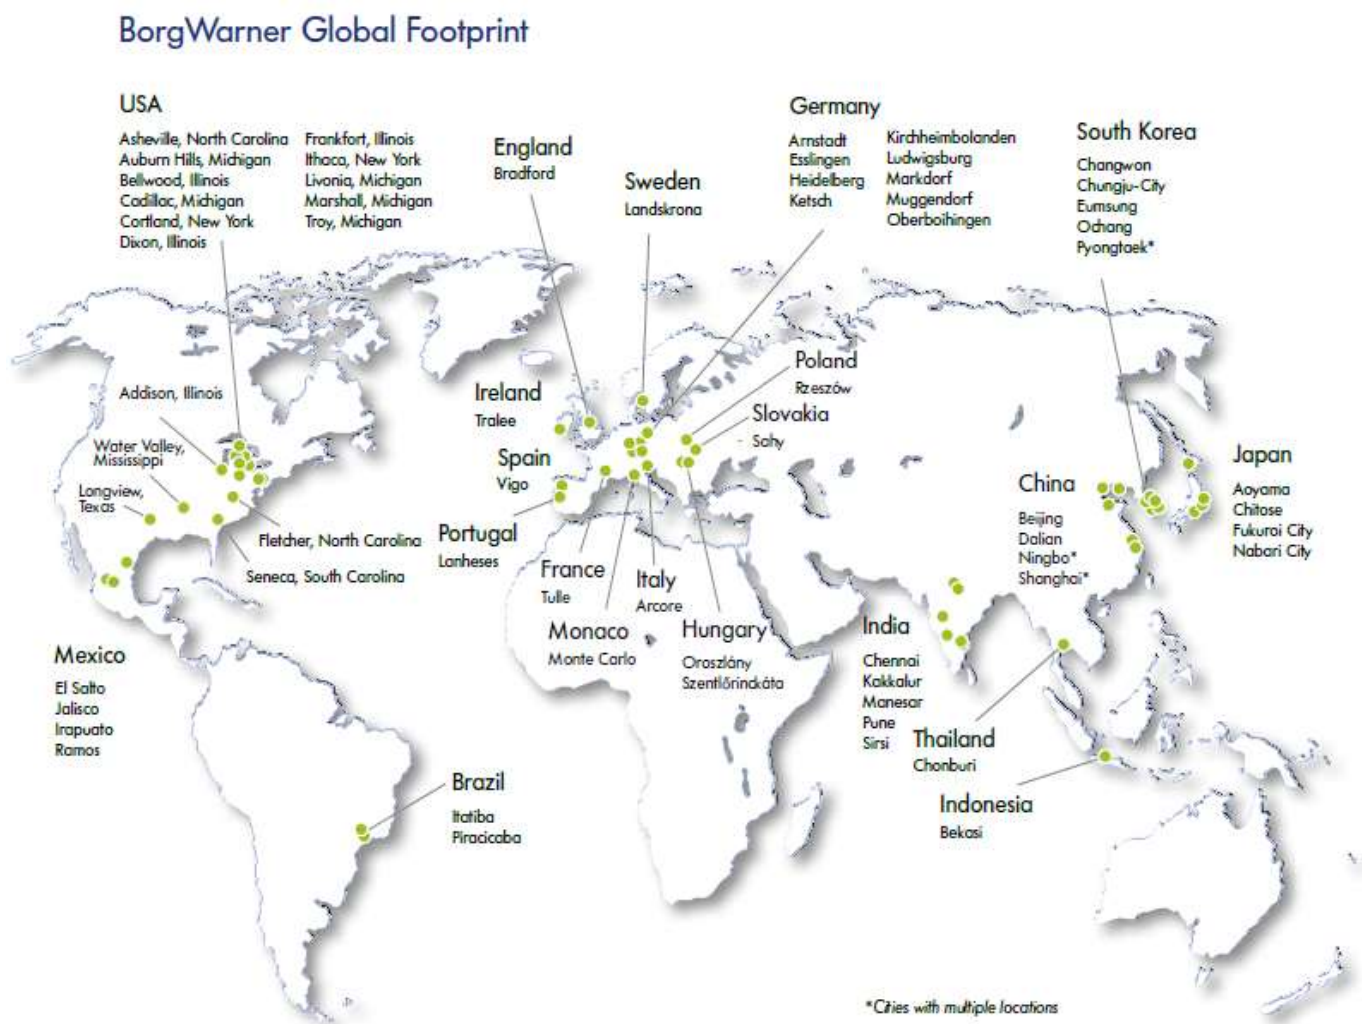 BorgWarner Global Footprint
USA
Asheville, North Carolina
Auburn Hills, Michigan
Bellwood, Illinois
Cadillac, Michigan
Cortland, New York
Dixon, Illinois
Frankfort, Illinois
Ithaca, New York
Livonia, Michigan
Marshall, Michigan
Troy, Michigan
England
Bradford
Sweden
Landskrona
Germany
Arnstadt
Esslingen
Heidelberg
Ketsch
Kirchheimbolanden
Ludwigsburg
Markdorf
Muggendorf
Oberboihingen
South Korea
Changwon
Chungju-City
Eumsung
Ochang
Pyongtaek*
Addison, Illinois
Water Valley,
Mississippi
Longview,
Texas
Fletcher, North Carolina
Seneca, South Carolina
Ireland
Tralee
Spain
Vigo
Portugal
Lanheses
Poland
Rzeszów
Slovakia
Sahy
France
Tulle
Monaco
Monte Carlo
Italy
Arcore
Hungary
Oroszlány
Szentlőrinckáta
China
Beijing
Dalian
Ningbo*
Shanghai*
Japan
Aoyama
Chitose
Fukuroi City
Nabari City
India
Chennai
Kakkalur
Manesar
Pune
Sirsi
Thailand
Chonburi
Indonesia
Bekasi
Mexico
El Salto
Jalisco
Irapuato
Ramos
Brazil
Itatiba
Piracicaba
*Cities with multiple locations